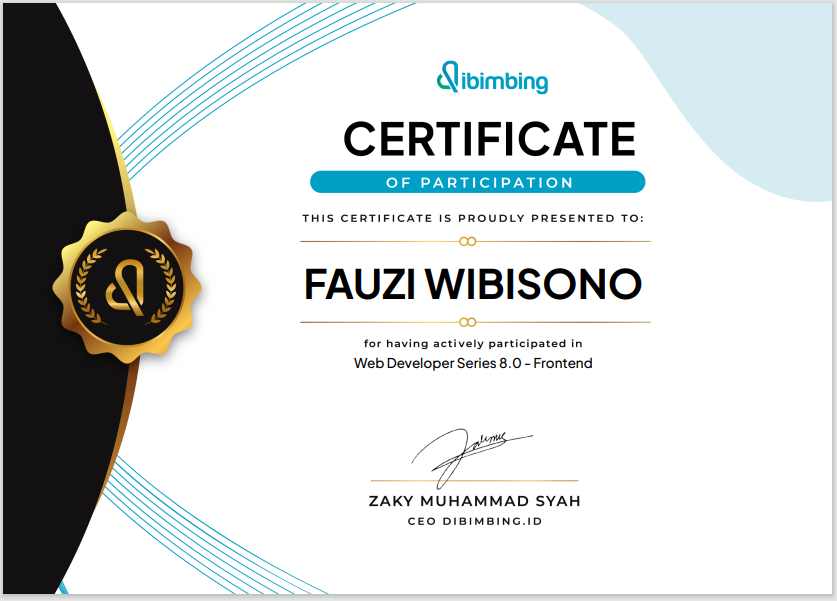 dibimbing
CERTIFICATE
OF PARTICIPATION
THIS CERTIFICATE IS PROUDLY PRESENTED TO:
FAUZI WIBISONO
for having actively participated in
Web Developer Series 8.0 - Frontend
ZAKY MUHAMMAD SYAH
CEO DIBIMBING.ID